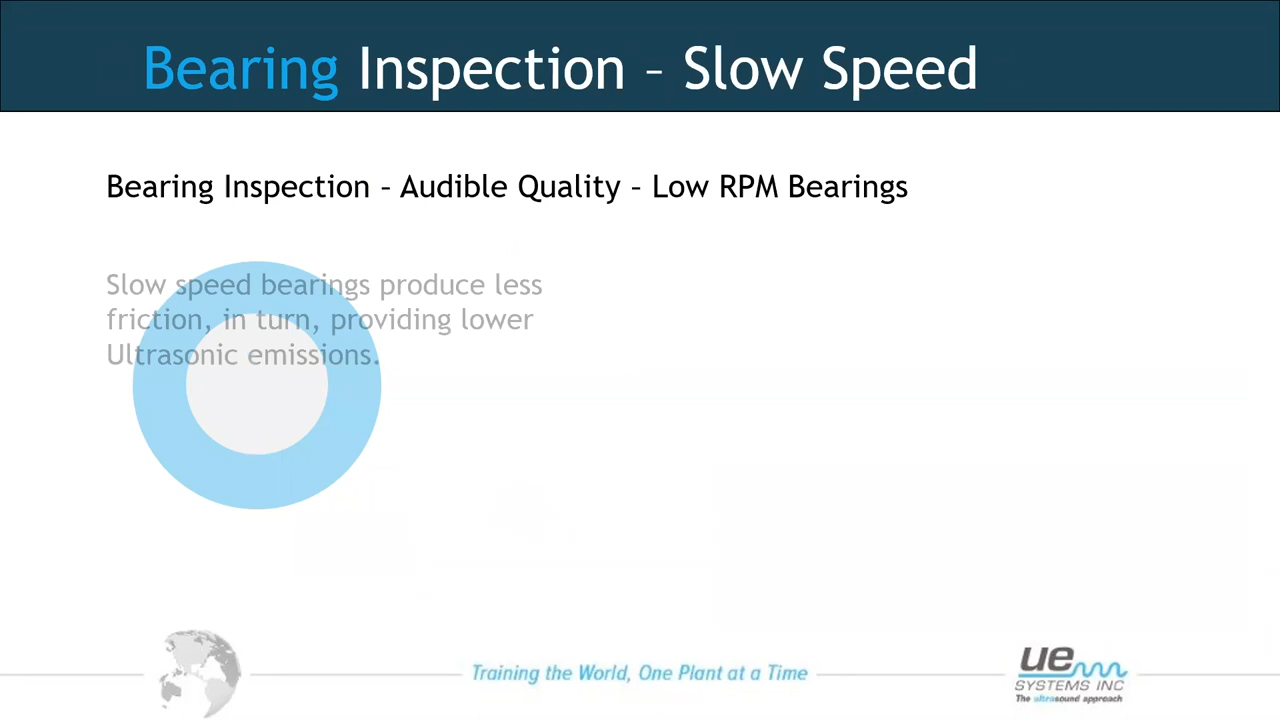 Bearing Inspection – Slow Speed
Bearing Inspection – Audible Quality – Low RPM Bearings
Slow speed bearings produce less
friction, in turn, providing lower
Ultrasonic emissions.
Training the World, One Plant at a Time
ue
SYSTEMS INC
The ultrasound approach